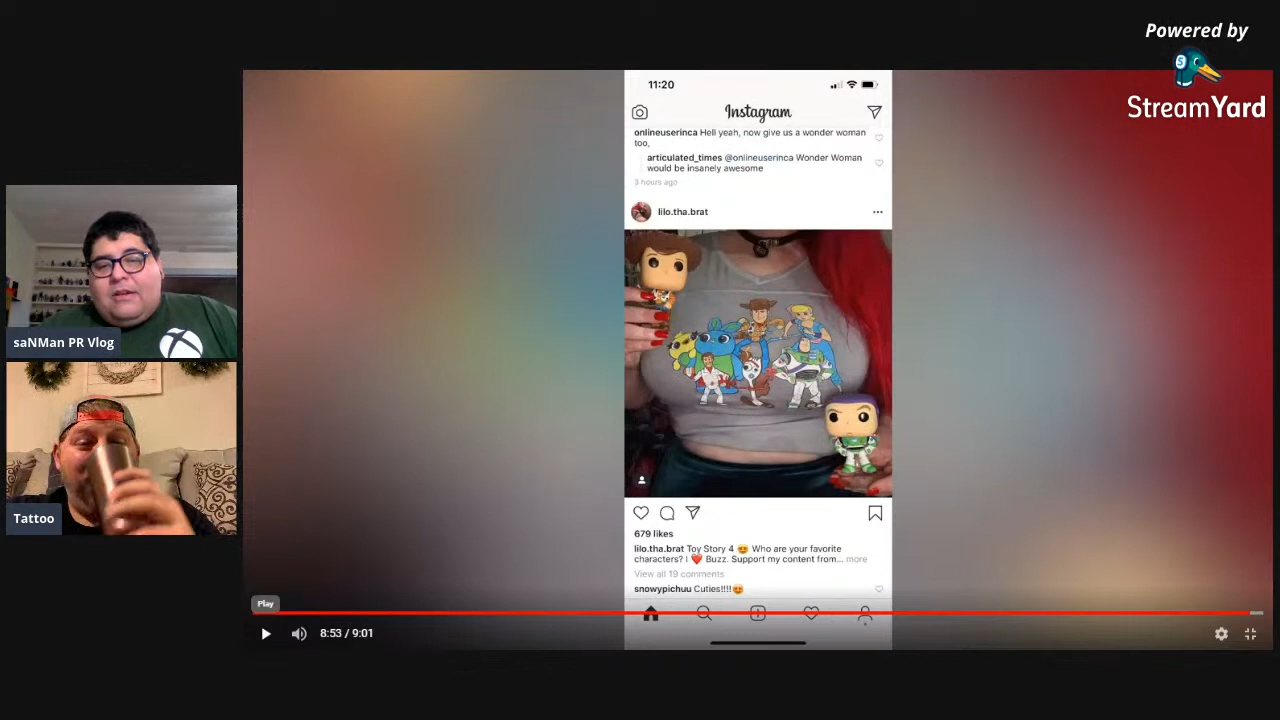 Powered by
StreamYard
11:20
Instagram
onlineuserinca Hell yeah, now give us a wonder woman
too,
articulated_times @onlineuserinca Wonder Woman
would be insanely awesome
3 hours ago
lilo.tha.brat
saNMan PR Vlog
Tattoo
679 likes
lilo.tha.brat Toy Story 4 😍 Who are your favorite
characters? I ❤️ Buzz. Support my content from... more
View all 19 comments
snowypichuu Cuties!!!!😍
Play
8:53 / 9:01